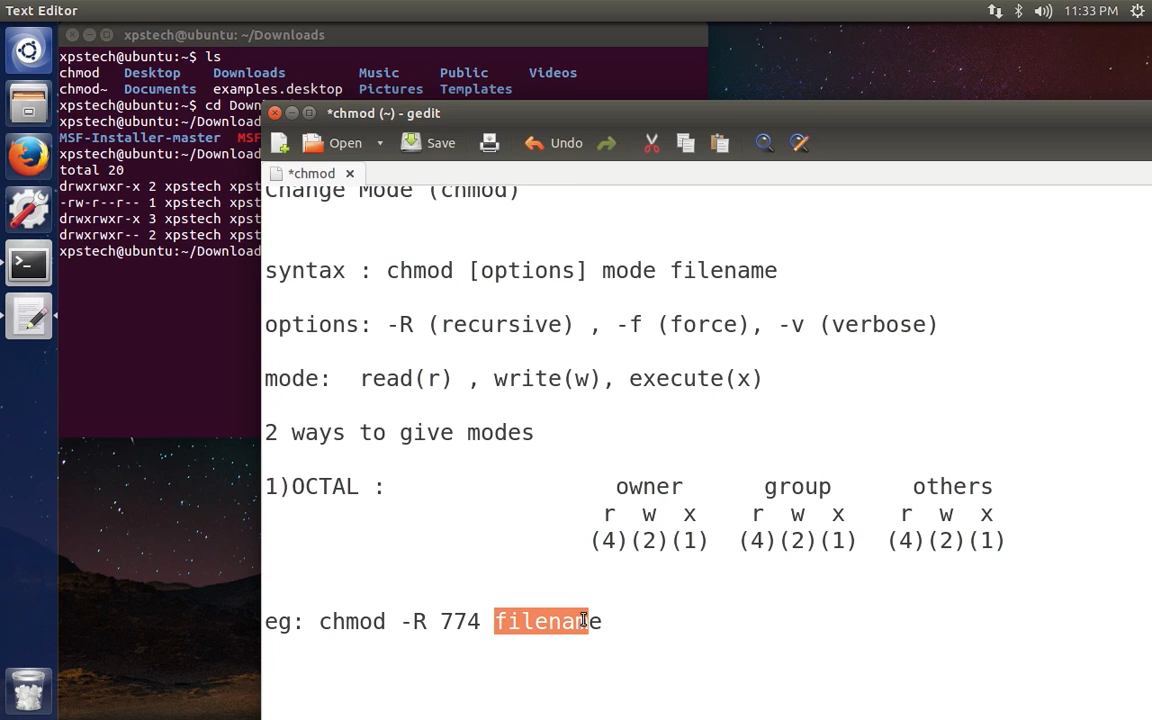 Text Editor
11:33 PM
xpstech@ubuntu: ~/Downloads
xpstech@ubuntu:~$ ls
chmod Desktop Downloads Music Public Videos
chmod~ Documents examples.desktop Pictures Templates
xpstech@ubuntu:~$ cd Down
xpstech@ubuntu:~/Download
MSF-Installer-master MSF
xpstech@ubuntu:~/Download
total 20
drwxrwxr-x 2 xpstech xpst
-rw-r--r-- 1 xpstech xpst
drwxrwxr-x 3 xpstech xpst
drwxrwxr-- 2 xpstech xpst
xpstech@ubuntu:~/Download
*chmod (~) - gedit
Open Save Undo
*chmod
Change Mode (chmod)
syntax : chmod [options] mode filename
options: -R (recursive) , -f (force), -v (verbose)
mode: read(r) , write(w), execute(x)
2 ways to give modes
1)OCTAL : owner group others
r w x r w x r w x
(4)(2)(1) (4)(2)(1) (4)(2)(1)
eg: chmod -R 774 filename